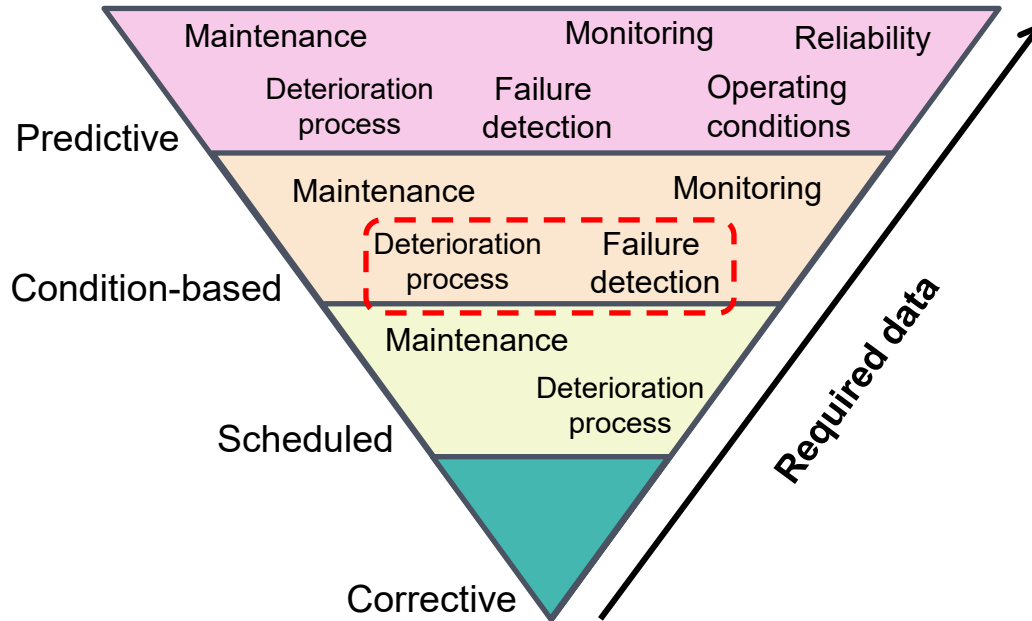 Maintenance
Monitoring
Reliability
Deterioration
process
Failure
detection
Operating
conditions
Predictive
Maintenance
Monitoring
Deterioration
process
Failure
detection
Condition-based
Maintenance
Deterioration
process
Scheduled
Corrective
Required data